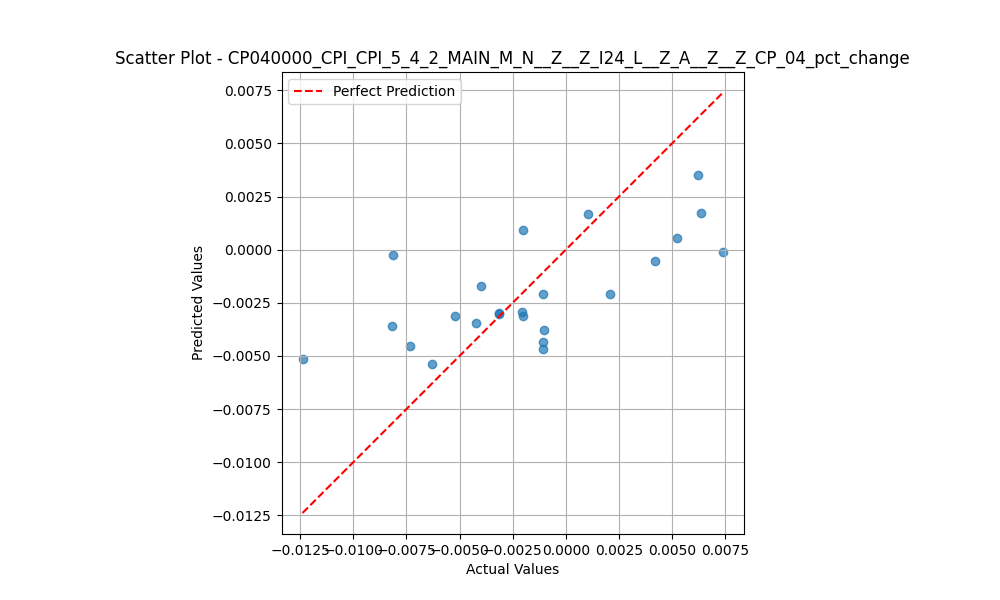 Scatter Plot - CP040000_CPI_CPI_5_4_2_MAIN_M_N__Z__Z_I24_L__Z_A__Z__Z_CP_04_pct_change
Perfect Prediction
0.0075
0.0050
0.0025
0.0000
−0.0025
−0.0050
−0.0075
−0.0100
−0.0125
Predicted Values
−0.0125 −0.0100 −0.0075 −0.0050 −0.0025 0.0000 0.0025 0.0050 0.0075
Actual Values